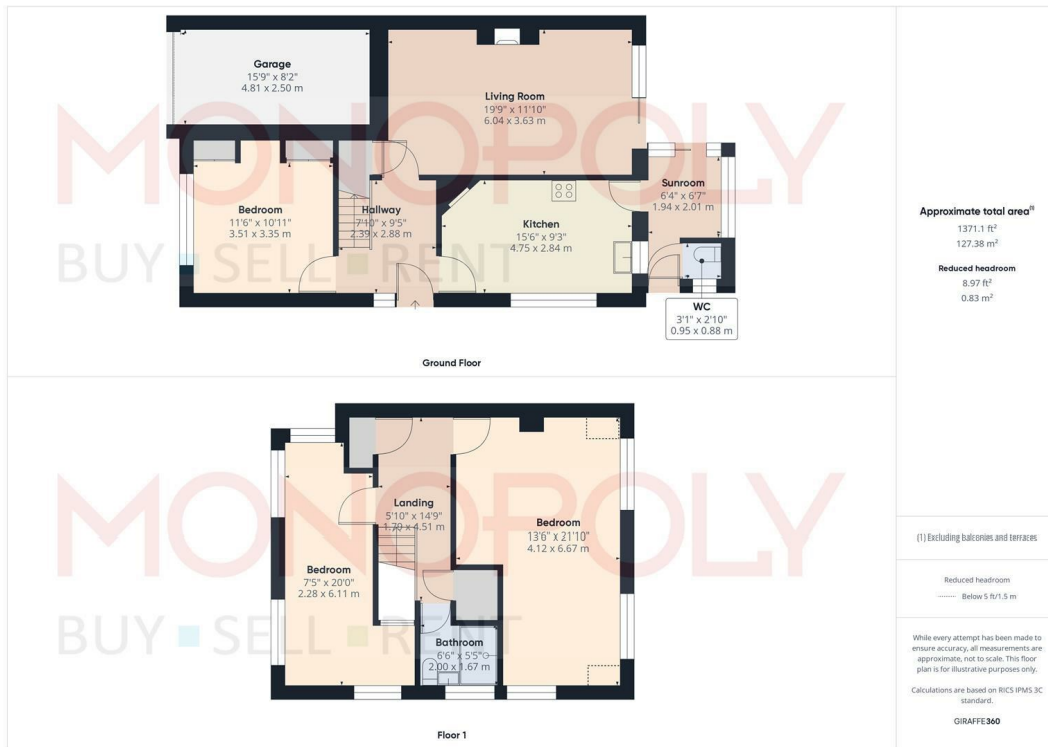 Garage
15'9" x 8'2"
4.81 x 2.50 m
Living Room
19'9" x 11'10"
6.04 x 3.63 m
MONOPOLY
BUY SELL RENT
Bedroom
11'6" x 10'11"
3.51 x 3.35 m
Hallway
7'10" x 9'5"
2.39 x 2.88 m
Kitchen
15'6" x 9'3"
4.75 x 2.84 m
Sunroom
6'4" x 6'7"
1.94 x 2.01 m
WC
3'1" x 2'10"
0.95 x 0.88 m
Ground Floor
MONOPOLY
BUY SELL RENT
Landing
5'10" x 14'9"
1.79 x 4.51 m
Bedroom
13'6" x 21'10"
4.12 x 6.67 m
Bedroom
7'5" x 20'0"
2.28 x 6.11 m
Bathroom
6'6" x 5'5"
2.00 x 1.67 m
Floor 1
Approximate total area(1)
1371.1 ft²
127.38 m²
Reduced headroom
8.97 ft²
0.83 m²
(1) Excluding balconies and terraces
Reduced headroom
Below 5 ft/1.5 m
While every attempt has been made to
ensure accuracy, all measurements are
approximate, not to scale. This floor
plan is for illustrative purposes only.
Calculations are based on RICS IPMS 3C
standard.
GIRAFFE360